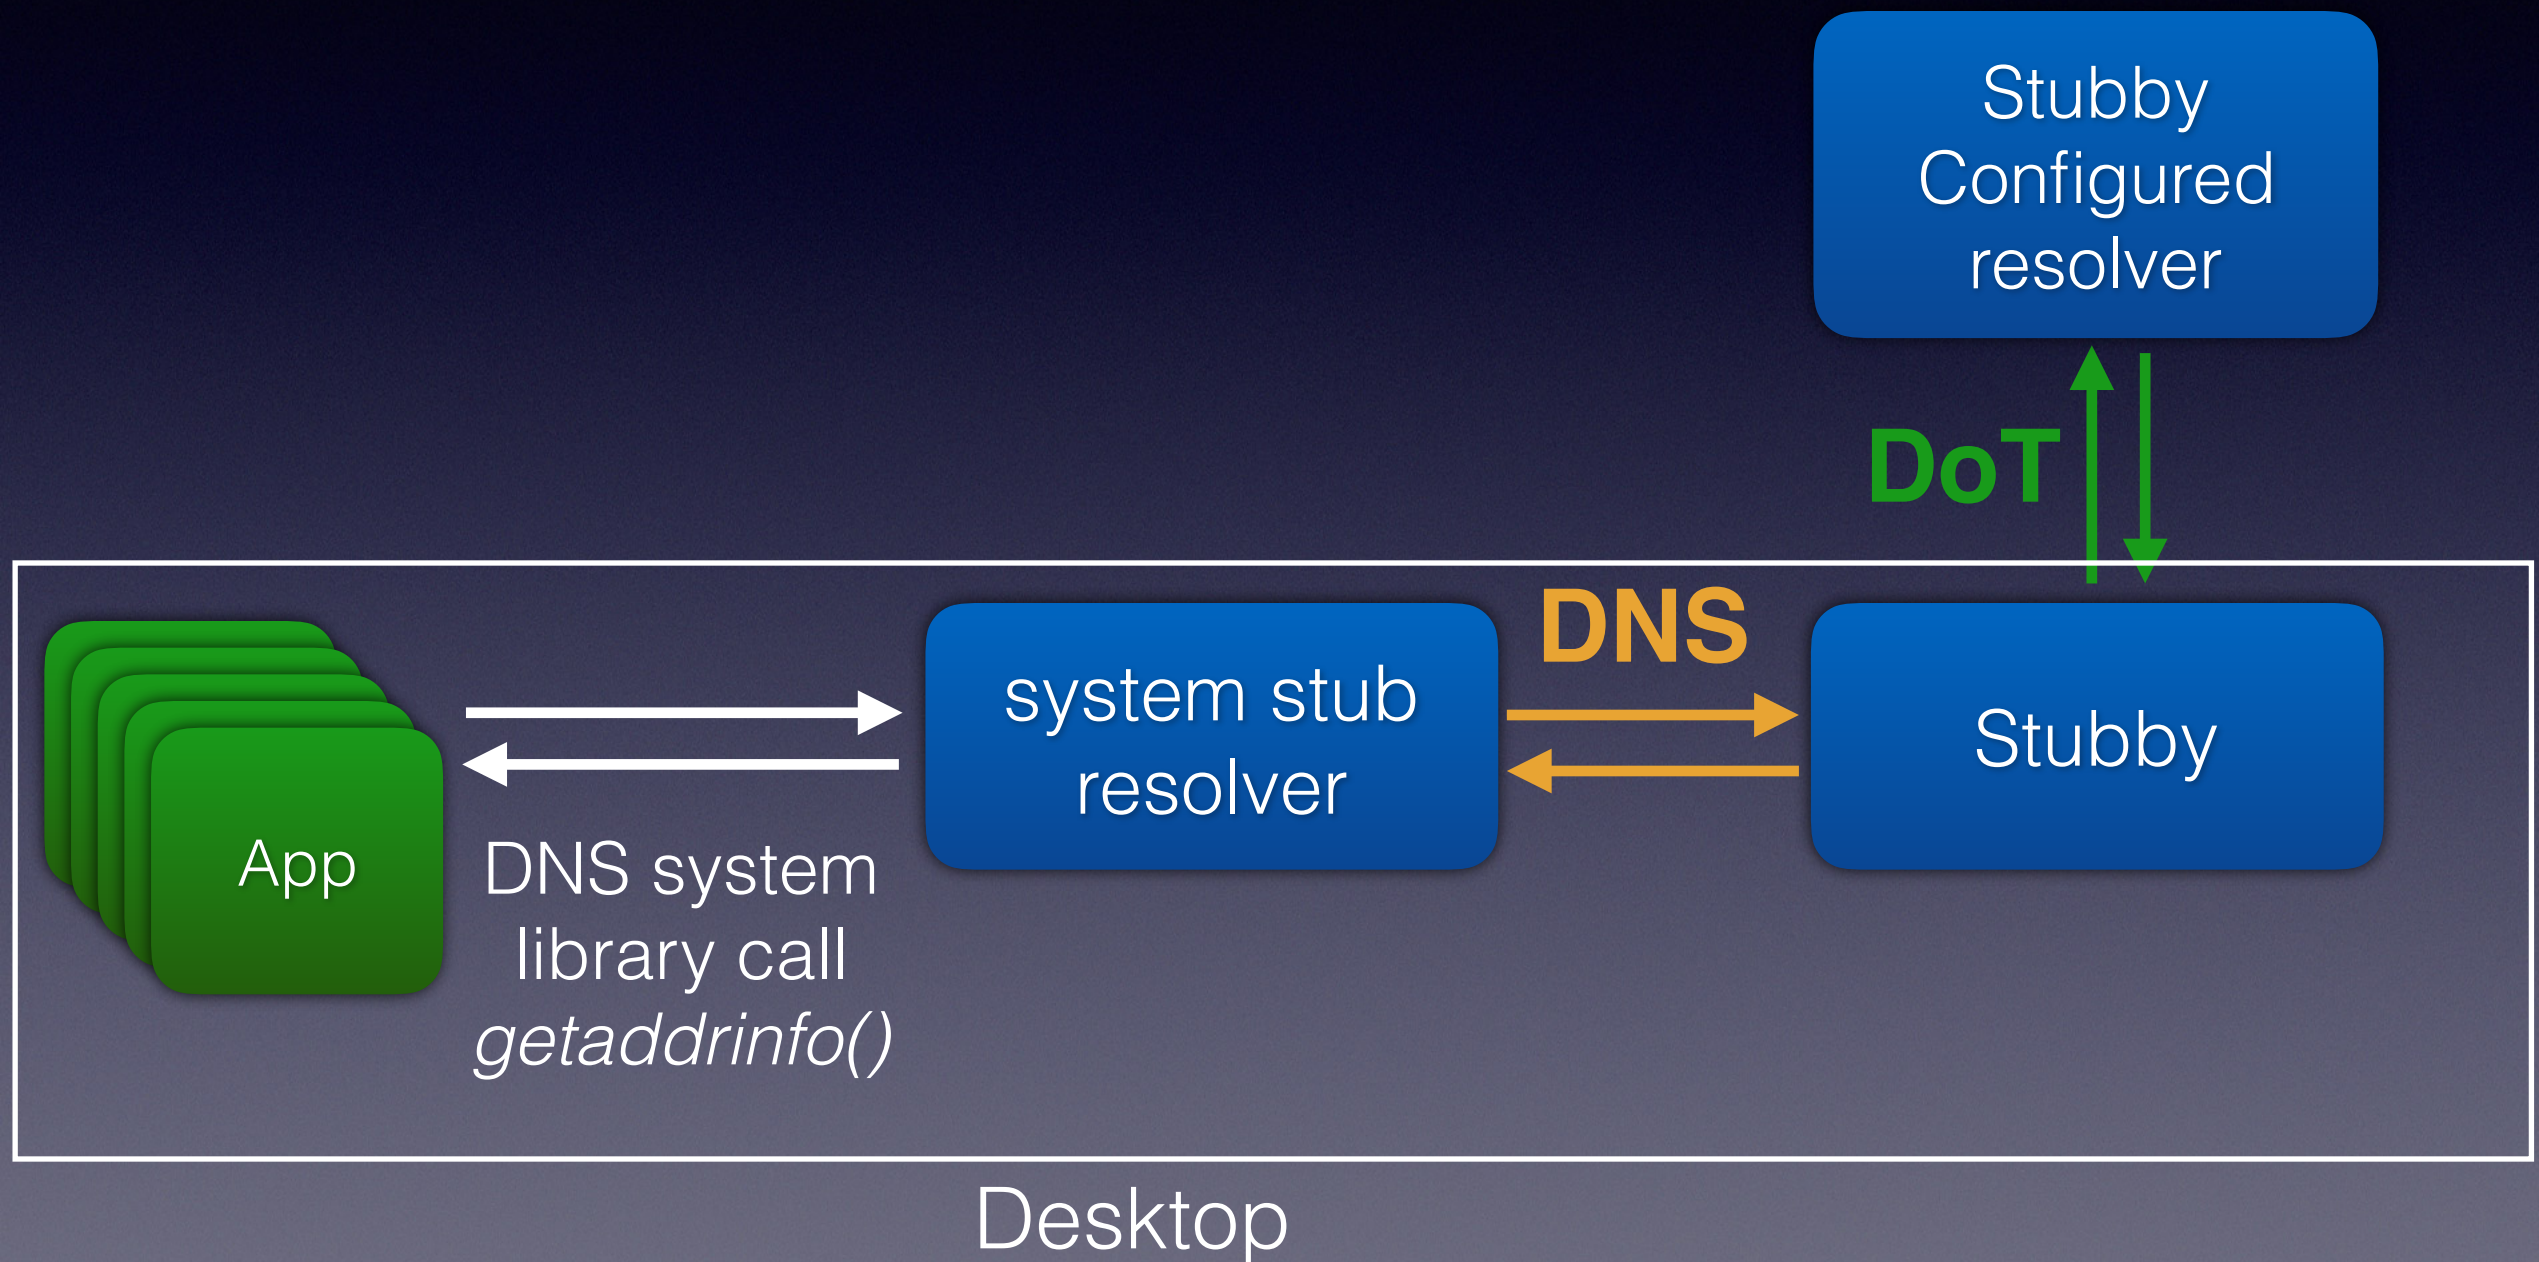 Stubby
Configured
resolver
DoT
DNS
system stub
resolver
Stubby
App
DNS system
library call
getaddrinfo()
Desktop